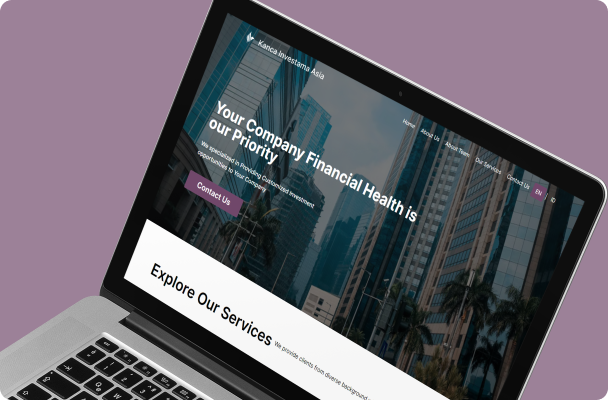 Kanca Investama Asia
Home
About Us
About Team
Our Services
Contact Us
EN
ID
Your Company Financial Health is
our Priority
We specialised in Providing Customized Investment
opportunities to Your Company
Contact Us
Explore Our Services
We provide clients from diverse background